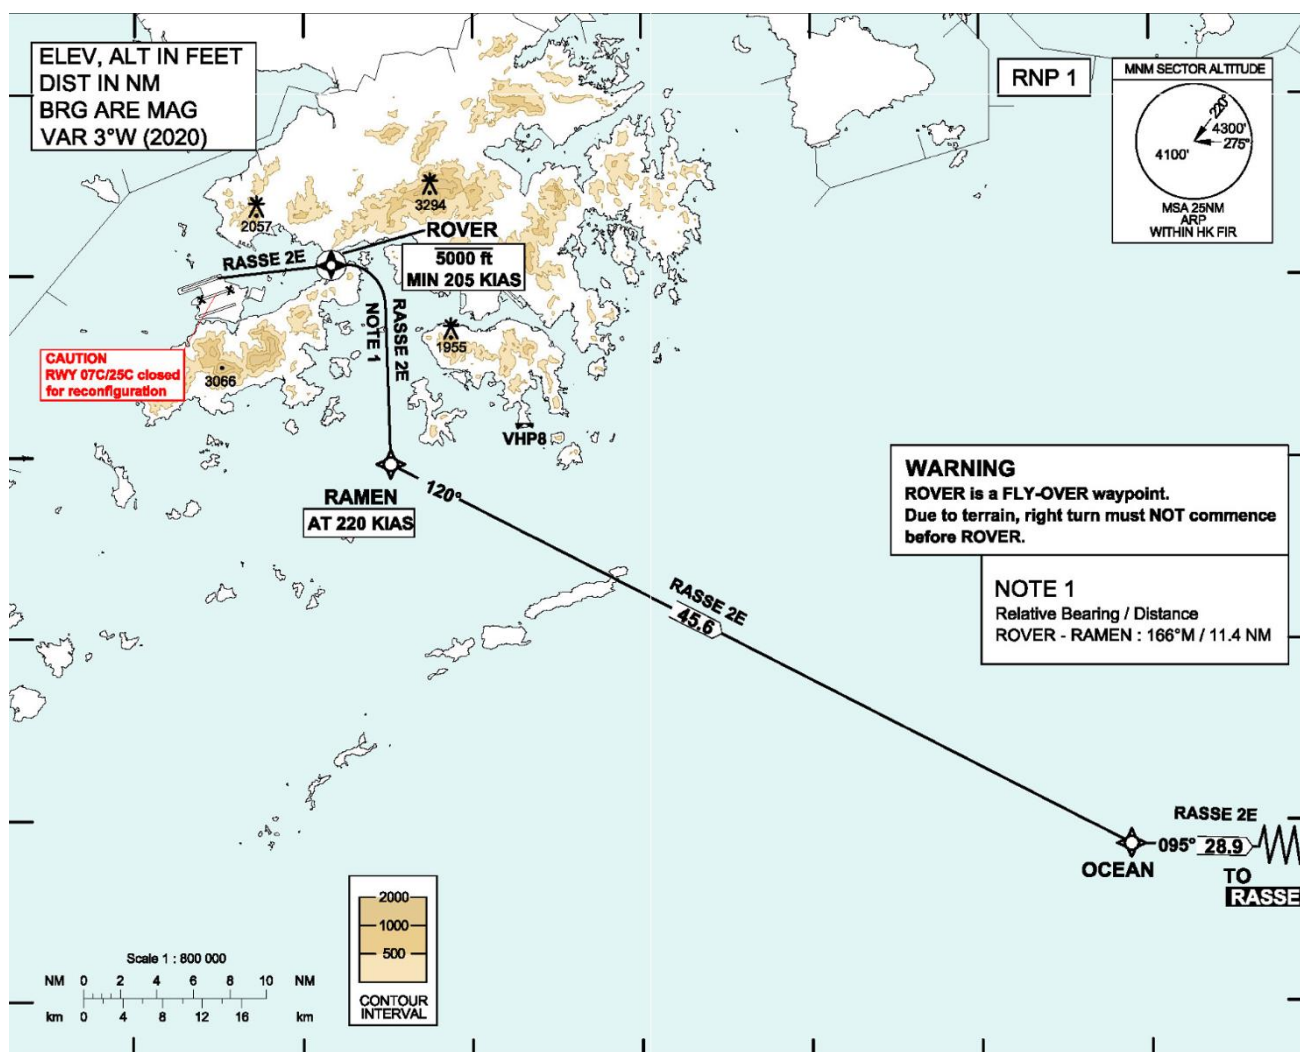 ELEV, ALT IN FEET
DIST IN NM
BRG ARE MAG
VAR 3°W (2020)
RNP 1
MNM SECTOR ALTITUDE
220°
4300'
275°
4100'
MSA 25NM
ARP
WITHIN HK FIR
3294
2057
ROVER
5000 ft
MIN 205 KIAS
RASSE 2E
RASSE 2E
NOTE 1
1955
CAUTION
RWY 07C/25C closed
for reconfiguration
3066
VHP8
RAMEN
AT 220 KIAS
120°
WARNING
ROVER is a FLY-OVER waypoint.
Due to terrain, right turn must NOT commence
before ROVER.
NOTE 1
Relative Bearing / Distance
ROVER - RAMEN : 166°M / 11.4 NM
RASSE 2E
45.6
RASSE 2E
095°
28.9
OCEAN
TO
RASSE
2000
1000
500
CONTOUR
INTERVAL
Scale 1 : 800 000
NM 0 2 4 6 8 10 NM
km 0 4 8 12 16 km